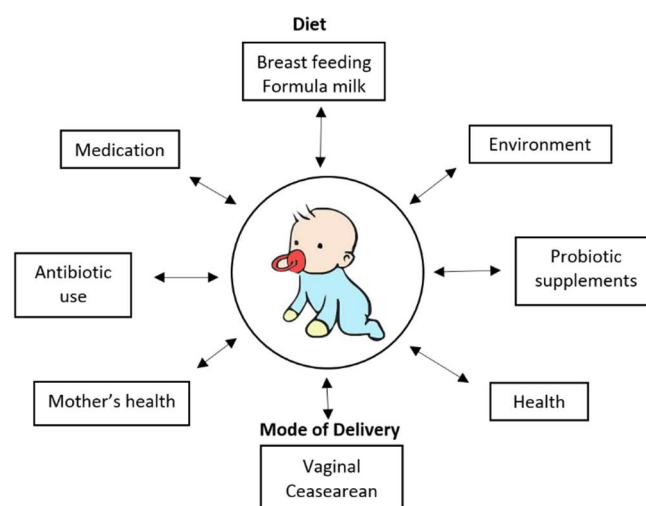 Diet
Breast feeding
Formula milk
Medication
Environment
Antibiotic
use
Probiotic
supplements
Mother's health
Health
Mode of Delivery
Vaginal
Ceasearean